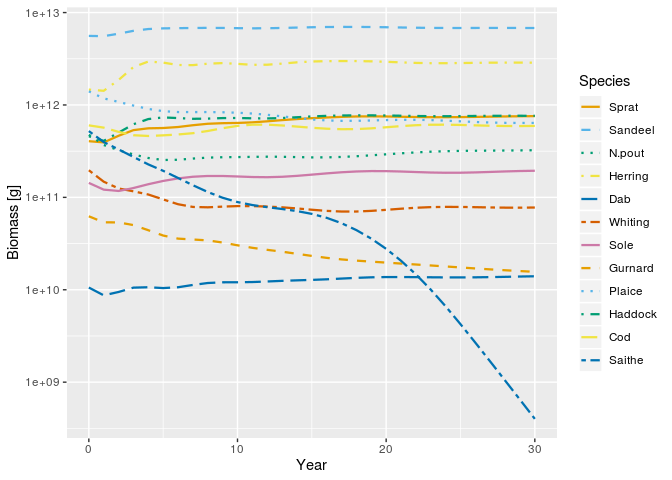 1e+13
1e+12
1e+11
1e+10
1e+09
Biomass [g]
0
10
20
30
Year
Species
Sprat
Sandeel
N.pout
Herring
Dab
Whiting
Sole
Gurnard
Plaice
Haddock
Cod
Saithe